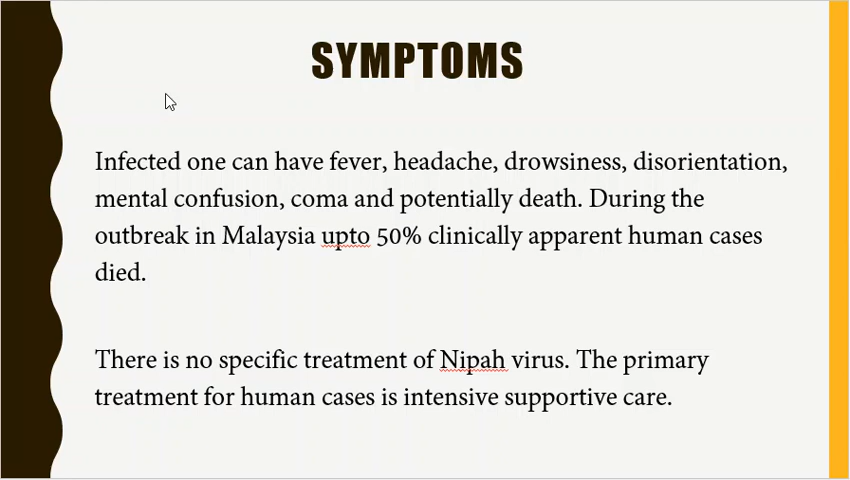 SYMPTOMS
Infected one can have fever, headache, drowsiness, disorientation,
mental confusion, coma and potentially death. During the
outbreak in Malaysia upto 50% clinically apparent human cases
died.
There is no specific treatment of Nipah virus. The primary
treatment for human cases is intensive supportive care.